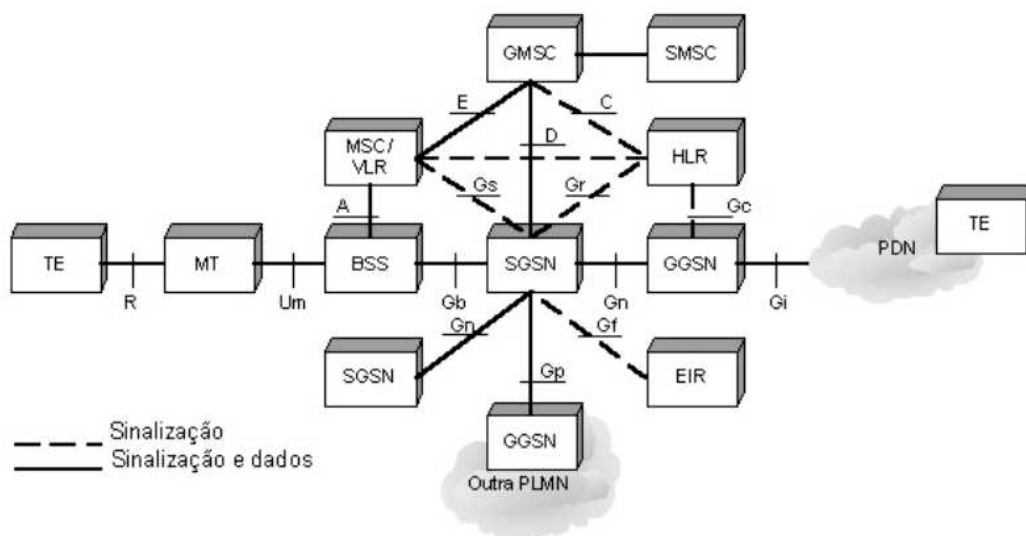 GMSC
SMSC
E
C
MSC/
VLR
D
HLR
Gs
Gr
A
Gc
TE
MT
BSS
SGSN
GGSN
PDN
TE
R
Um
Gb
Gn
Gi
Gn
Gf
SGSN
Gp
EIR
GGSN
Outra PLMN
Sinalização
Sinalização e dados